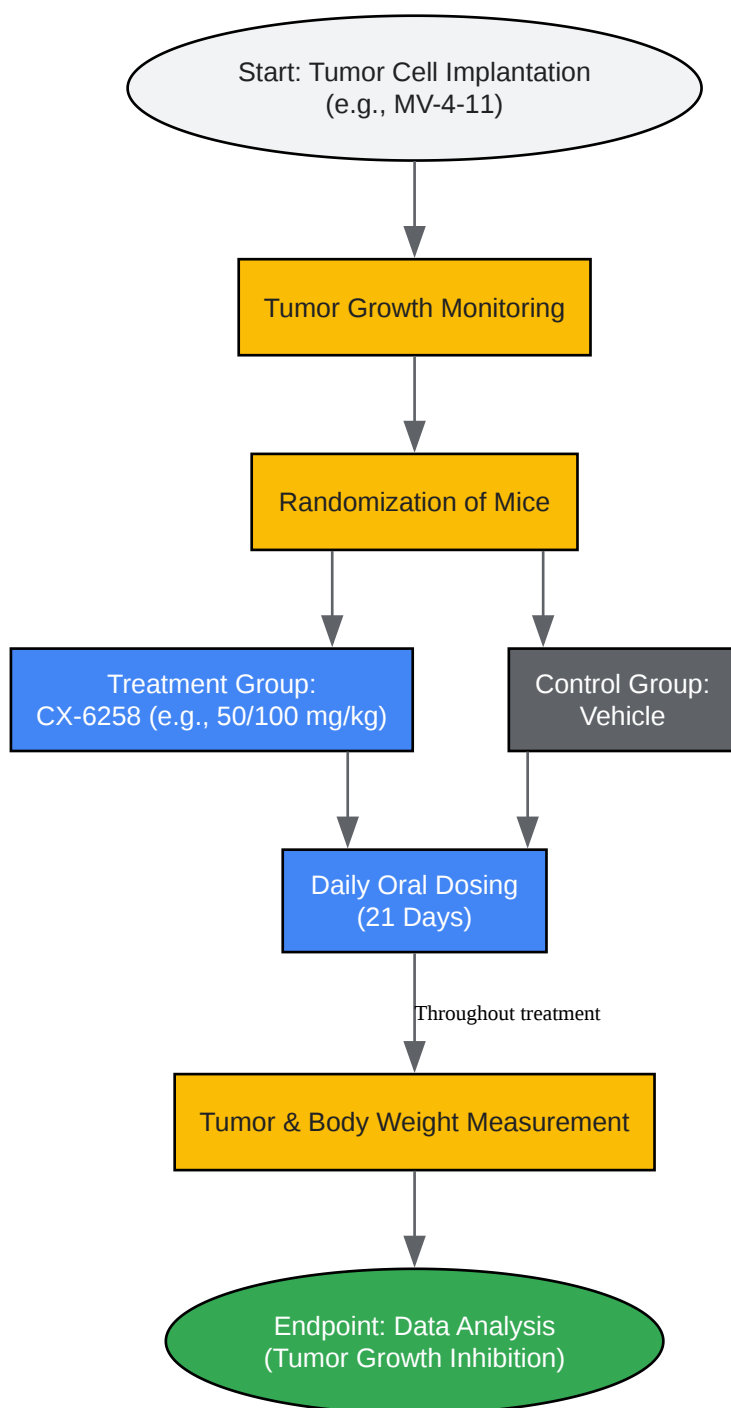 Start: Tumor Cell Implantation
(e.g., MV-4-11)
Tumor Growth Monitoring
Randomization of Mice
Treatment Group:
CX-6258 (e.g., 50/100 mg/kg)
Control Group:
Vehicle
Daily Oral Dosing
(21 Days)
Throughout treatment
Tumor & Body Weight Measurement
Endpoint: Data Analysis
(Tumor Growth Inhibition)